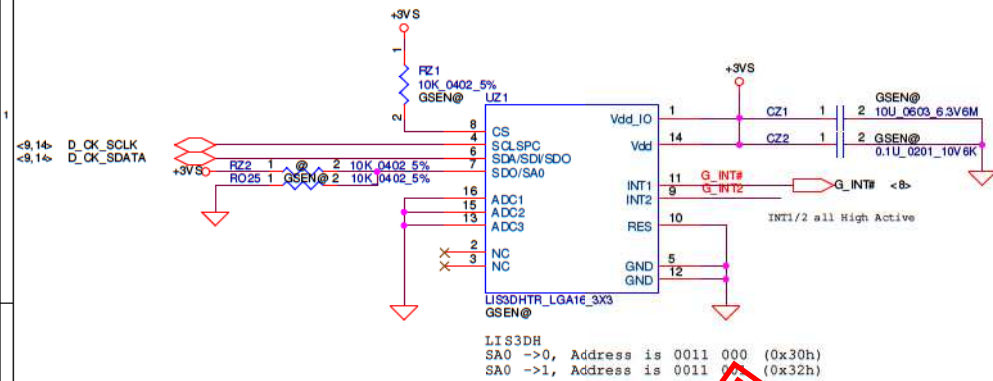 +3VS
1
RZ1
10K_0402_5%
GSEN@
2
UZ1
+3VS
1
8 CS
Vdd_IO 1
CZ1 1 2 GSEN@
10U_0603_6.3V6M
<9,14> D_CK_SCLK
4 SCLSPC
Vdd 14
CZ2 1 2 GSEN@
0.1U_0201_10V6K
<9,14> D_CK_SDATA
6 SDA/SDI/SDO
+3VS RZ2 1 @ 2 10K_0402_5%
7 SDO/SA0
RO25 1 GSEN@ 2 10K_0402_5%
INT1 11 G_INT#
G_INT# <8>
INT2 9 G_INT2
INT1/2 all High Active
16 ADC1
15 ADC2
13 ADC3
RES 10
2 NC
3 NC
GND 5
GND 12
LIS3DHTR_LGA16_3X3
GSEN@
LIS3DH
SA0 ->0, Address is 0011 000 (0x30h)
SA0 ->1, Address is 0011 (0x32h)